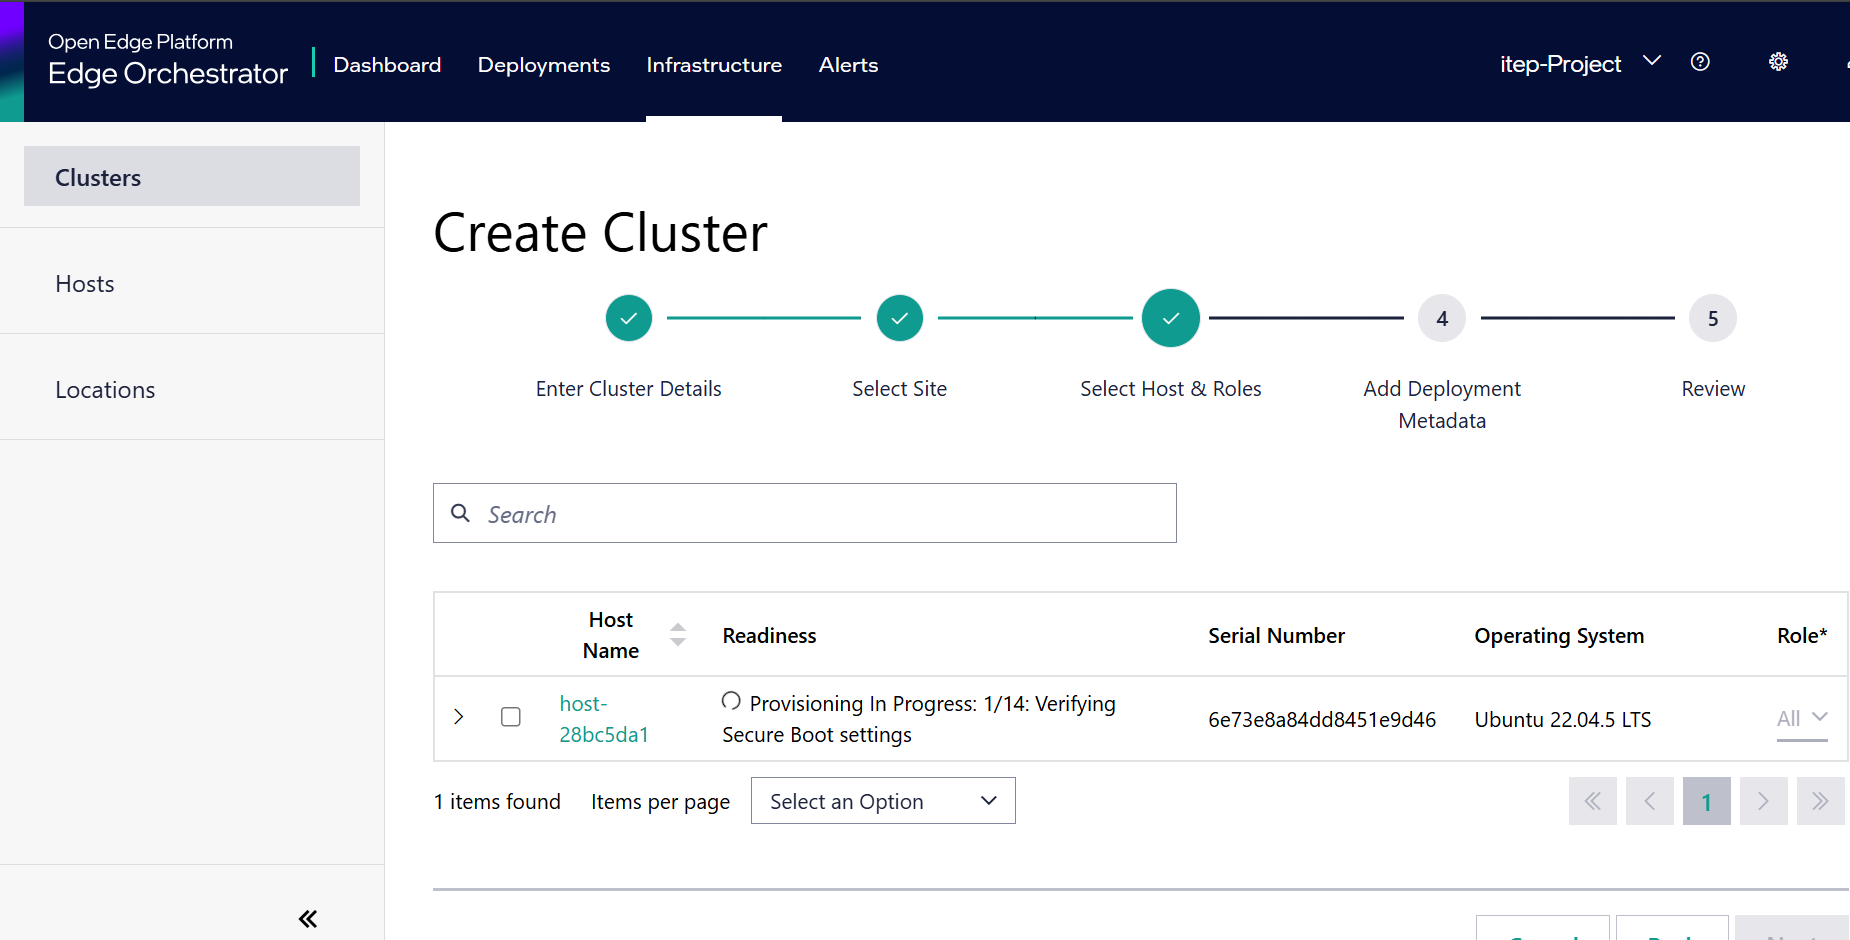 Open Edge Platform
Edge Orchestrator
Dashboard
Deployments
Infrastructure
Alerts
itep-Project
Clusters
Hosts
Locations
Create Cluster
4
5
Enter Cluster Details
Select Site
Select Host & Roles
Add Deployment
Metadata
Review
Search
Host
Name
Readiness
Serial Number
Operating System
Role*
host-
28bc5da1
Provisioning In Progress: 1/14: Verifying
Secure Boot settings
6e73e8a84dd8451e9d46
Ubuntu 22.04.5 LTS
All
1 items found
Items per page
Select an Option
1